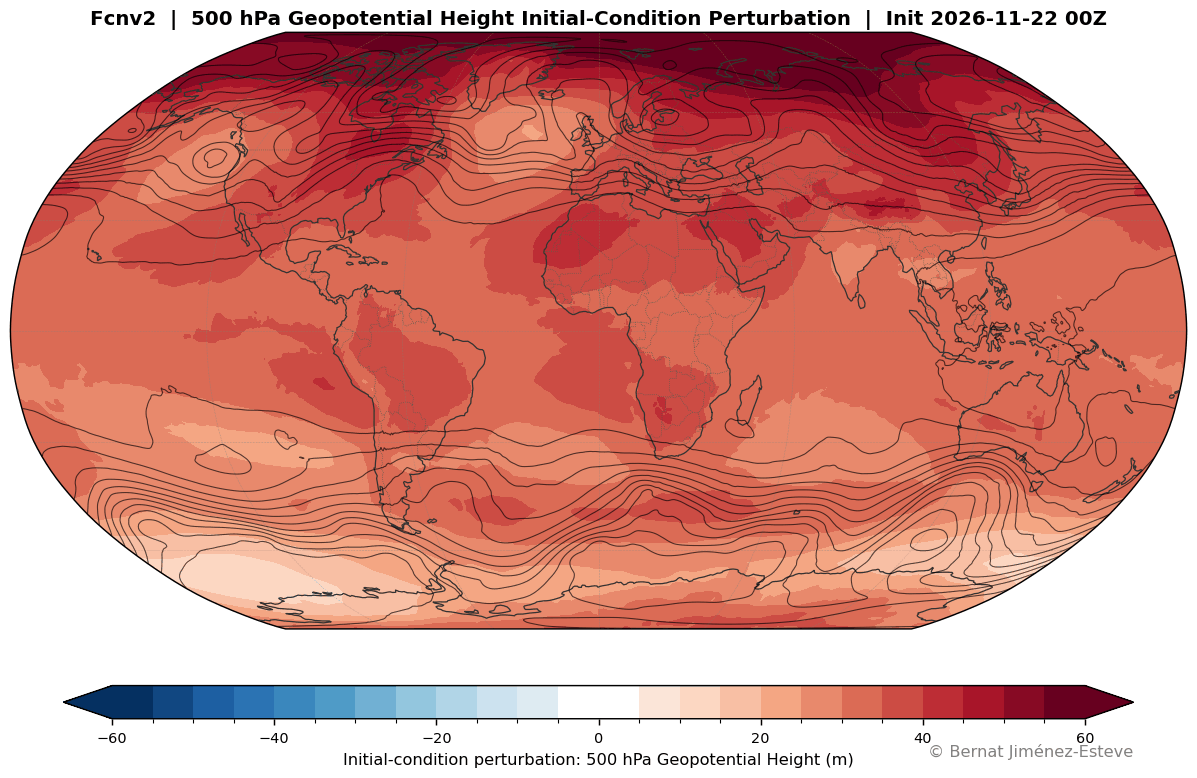 Fcnv2 | 500 hPa Geopotential Height Initial-Condition Perturbation | Init 2026-11-22 00Z
−60 −40 −20 0 20 40 60
© Bernat Jiménez-Esteve
Initial-condition perturbation: 500 hPa Geopotential Height (m)